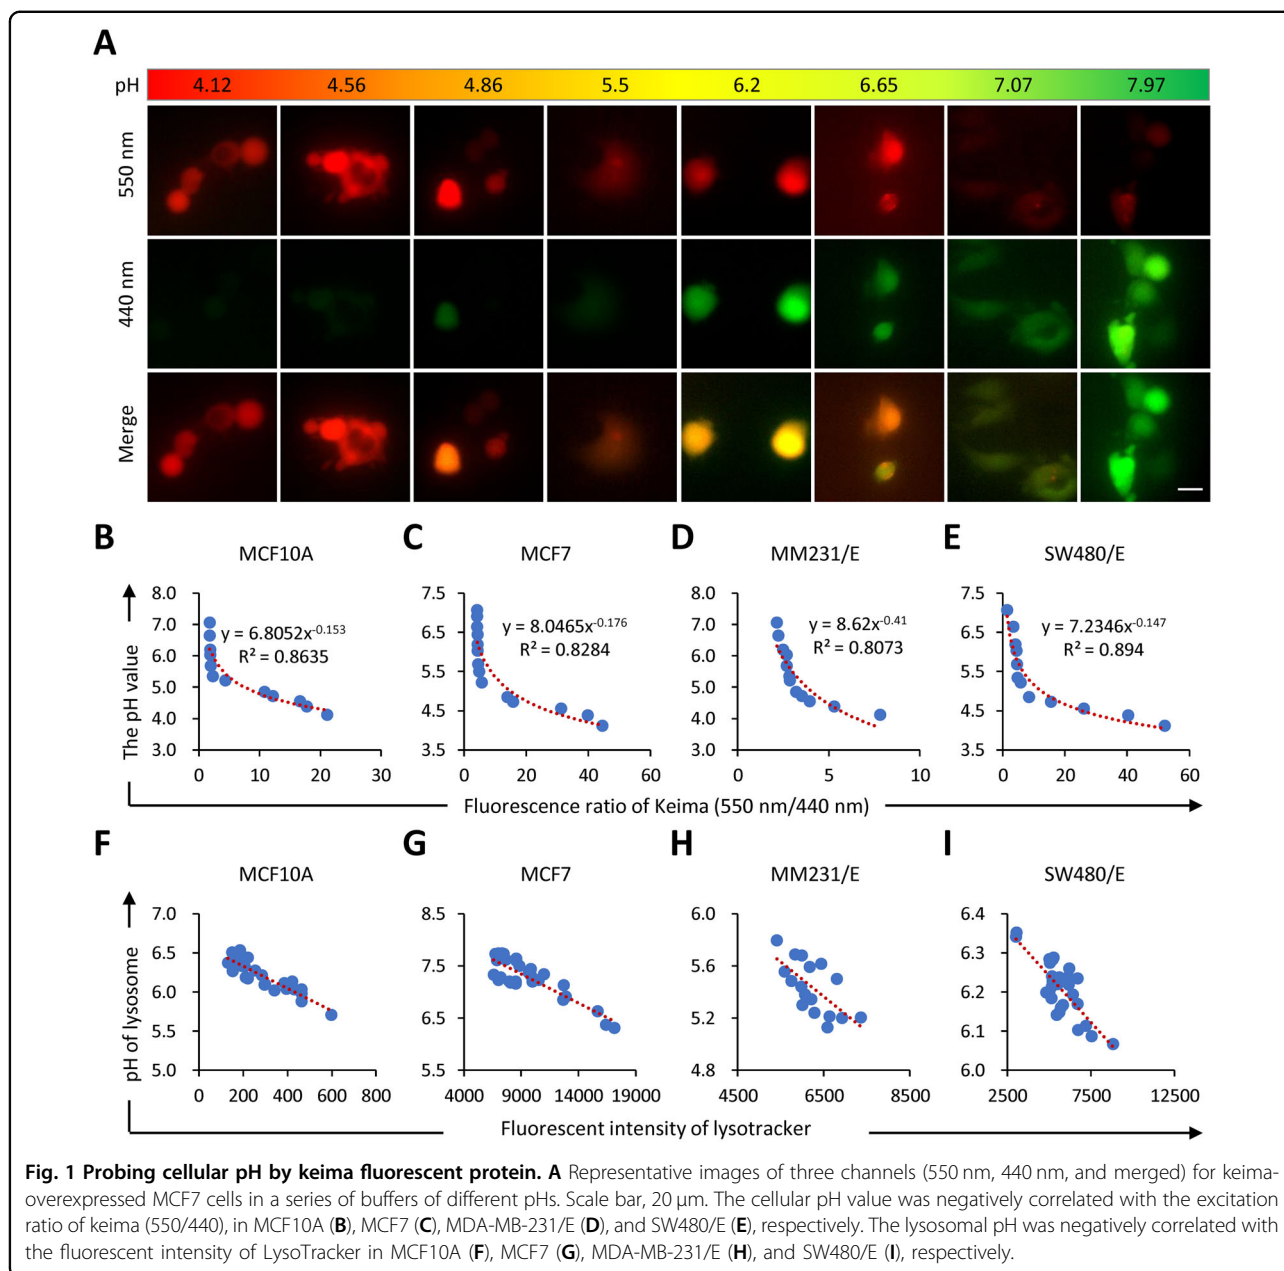 A
pH 4.12 4.56 4.86 5.5 6.2 6.65 7.07 7.97
550 nm
440 nm
Merge
B C D E
MCF10A MCF7 MM231/E SW480/E
The pH value
8.0 7.0 6.0 5.0 4.0 3.0
y = 6.8052x^-0.153
R² = 0.8635
0 10 20 30
7.5 6.5 5.5 4.5 3.5
y = 8.0465x^-0.176
R² = 0.8284
0 20 40 60
8.0 7.0 6.0 5.0 4.0 3.0
y = 8.62x^-0.41
R² = 0.8073
0 5 10
7.5 6.5 5.5 4.5 3.5
y = 7.2346x^-0.147
R² = 0.894
0 20 40 60
Fluorescence ratio of Keima (550 nm/440 nm)
F G H I
MCF10A MCF7 MM231/E SW480/E
pH of lysosome
7.0 6.5 6.0 5.5 5.0
0 200 400 600 800
8.5 7.5 6.5 5.5
4000 9000 14000 19000
6.0 5.6 5.2 4.8
4500 6500 8500
6.4 6.3 6.2 6.1 6.0
2500 7500 12500
Fluorescent intensity of lysotracker
Fig. 1 Probing cellular pH by keima fluorescent protein. A Representative images of three channels (550 nm, 440 nm, and merged) for keima-
overexpressed MCF7 cells in a series of buffers of different pHs. Scale bar, 20 μm. The cellular pH value was negatively correlated with the excitation
ratio of keima (550/440), in MCF10A (B), MCF7 (C), MDA-MB-231/E (D), and SW480/E (E), respectively. The lysosomal pH was negatively correlated with
the fluorescent intensity of LysoTracker in MCF10A (F), MCF7 (G), MDA-MB-231/E (H), and SW480/E (I), respectively.